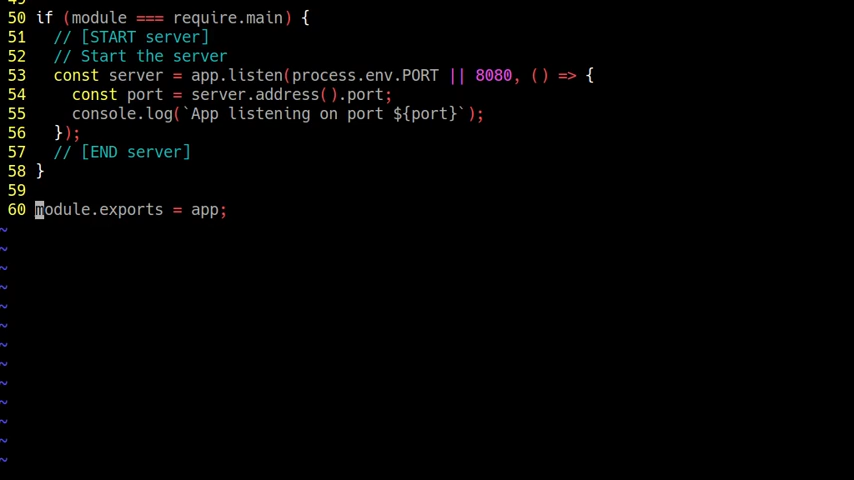 50 if (module === require.main) {
51   // [START server]
52   // Start the server
53   const server = app.listen(process.env.PORT || 8080, () => {
54     const port = server.address().port;
55     console.log(`App listening on port ${port}`);
56   });
57   // [END server]
58 }
59
60 module.exports = app;
~
~
~
~
~
~
~
~
~
~
~
~
~